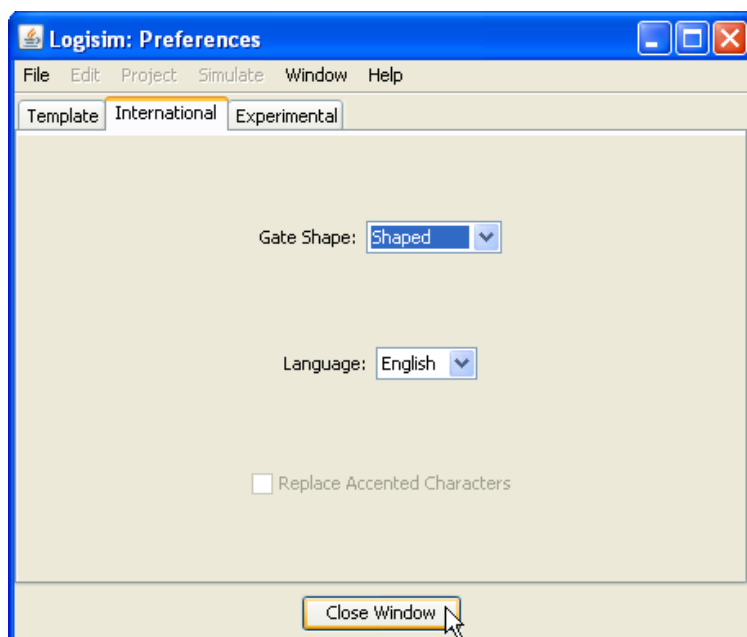 Logisim: Preferences
File Edit Project Simulate Window Help
Template International Experimental
Gate Shape: Shaped
Language: English
Replace Accented Characters
Close Window